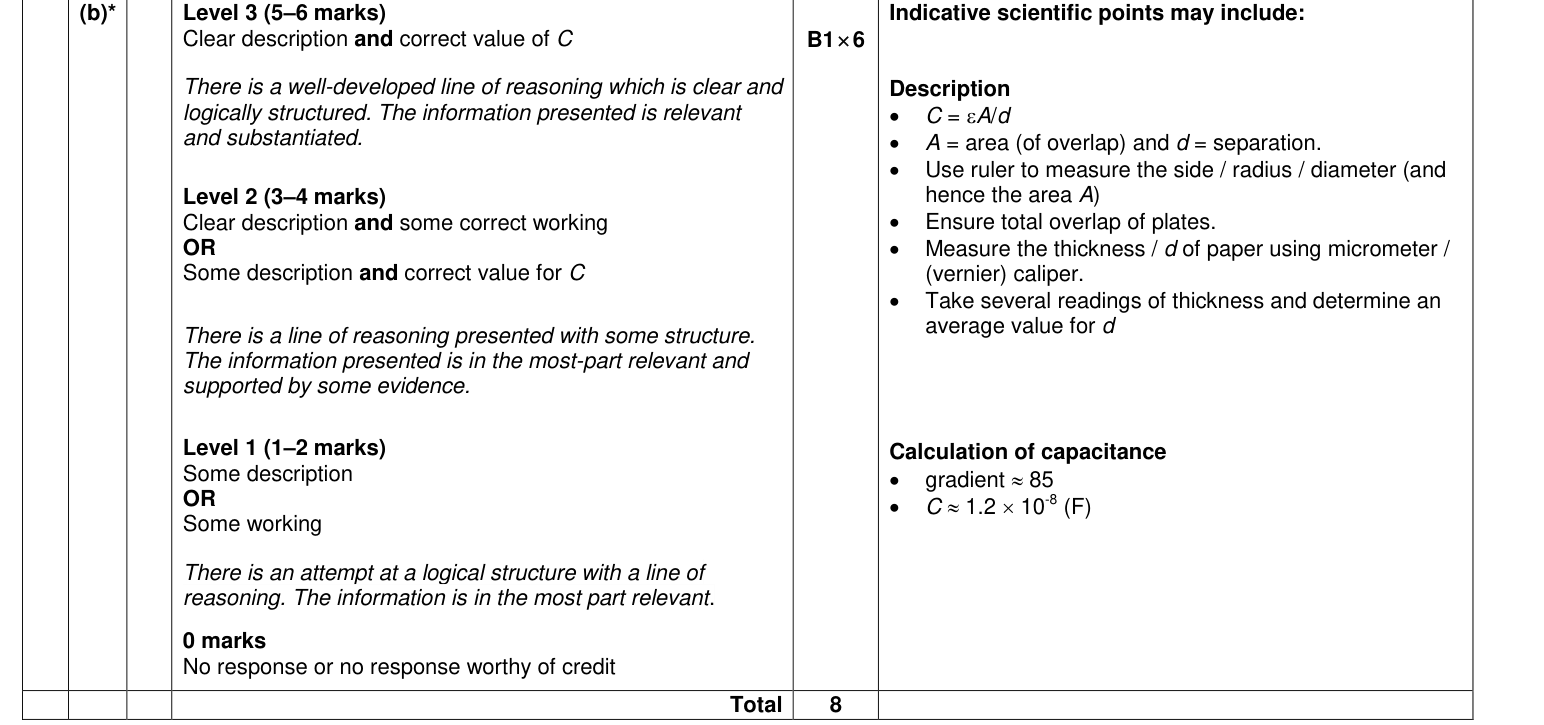 (b)*
Level 3 (5–6 marks)
Clear description and correct value of C
There is a well-developed line of reasoning which is clear and
logically structured. The information presented is relevant
and substantiated.
Level 2 (3–4 marks)
Clear description and some correct working
OR
Some description and correct value for C
There is a line of reasoning presented with some structure.
The information presented is in the most-part relevant and
supported by some evidence.
Level 1 (1–2 marks)
Some description
OR
Some working
There is an attempt at a logical structure with a line of
reasoning. The information is in the most part relevant.
0 marks
No response or no response worthy of credit
B1×6
Indicative scientific points may include:
Description
• C = εA/d
• A = area (of overlap) and d = separation.
• Use ruler to measure the side / radius / diameter (and
hence the area A)
• Ensure total overlap of plates.
• Measure the thickness / d of paper using micrometer /
(vernier) caliper.
• Take several readings of thickness and determine an
average value for d
Calculation of capacitance
• gradient ≈ 85
• C ≈ 1.2 × 10⁻⁸ (F)
Total 8